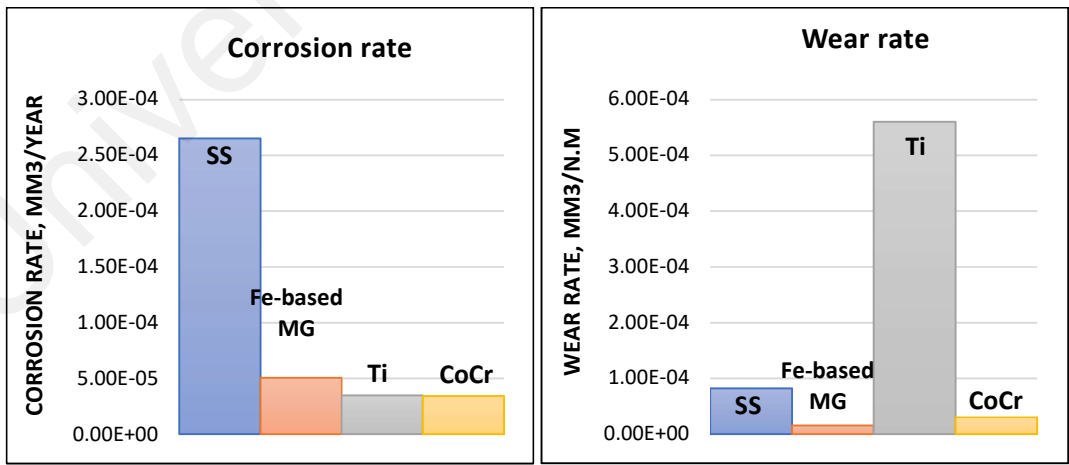 Corrosion rate
CORROSION RATE, MM3/YEAR
3.00E-04
2.50E-04
2.00E-04
1.50E-04
1.00E-04
5.00E-05
0.00E+00
SS
Fe-based
MG
Ti
CoCr
Wear rate
WEAR RATE, MM3/N.M
6.00E-04
5.00E-04
4.00E-04
3.00E-04
2.00E-04
1.00E-04
0.00E+00
SS
Fe-based
MG
Ti
CoCr
Univer